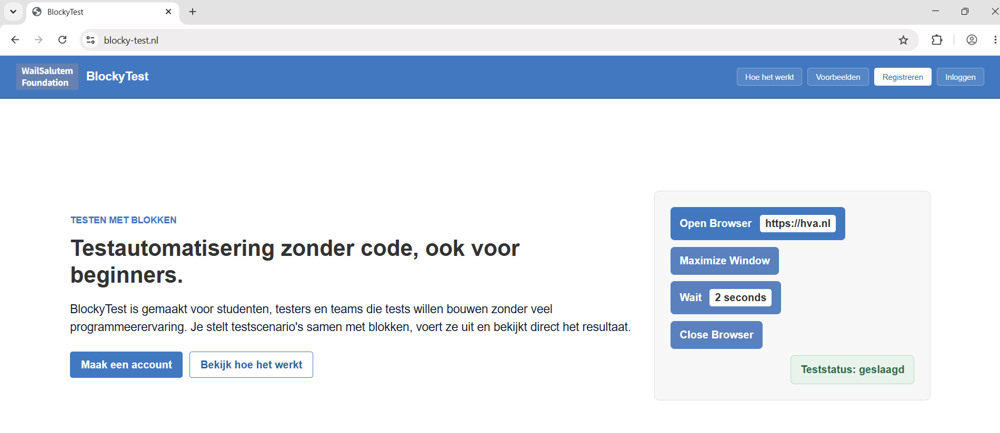 BlockyTest
blocky-test.nl
WailSalutem
Foundation
BlockyTest
Hoe het werkt
Voorbeelden
Registreren
Inloggen
TESTEN MET BLOKKEN
Testautomatisering zonder code, ook voor
beginners.
BlockyTest is gemaakt voor studenten, testers en teams die tests willen bouwen zonder veel
programmeerervaring. Je stelt testscenario's samen met blokken, voert ze uit en bekijkt direct het resultaat.
Maak een account
Bekijk hoe het werkt
Open Browser https://hva.nl
Maximize Window
Wait 2 seconds
Close Browser
Teststatus: geslaagd